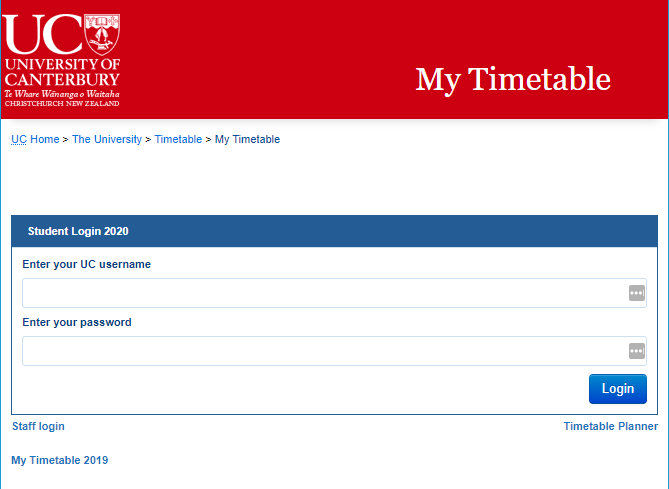 UC
UNIVERSITY OF
CANTERBURY
Te Whare Wānanga o Waitaha
CHRISTCHURCH NEW ZEALAND
My Timetable
UC Home > The University > Timetable > My Timetable
Student Login 2020
Enter your UC username
Enter your password
Login
Staff login
Timetable Planner
My Timetable 2019